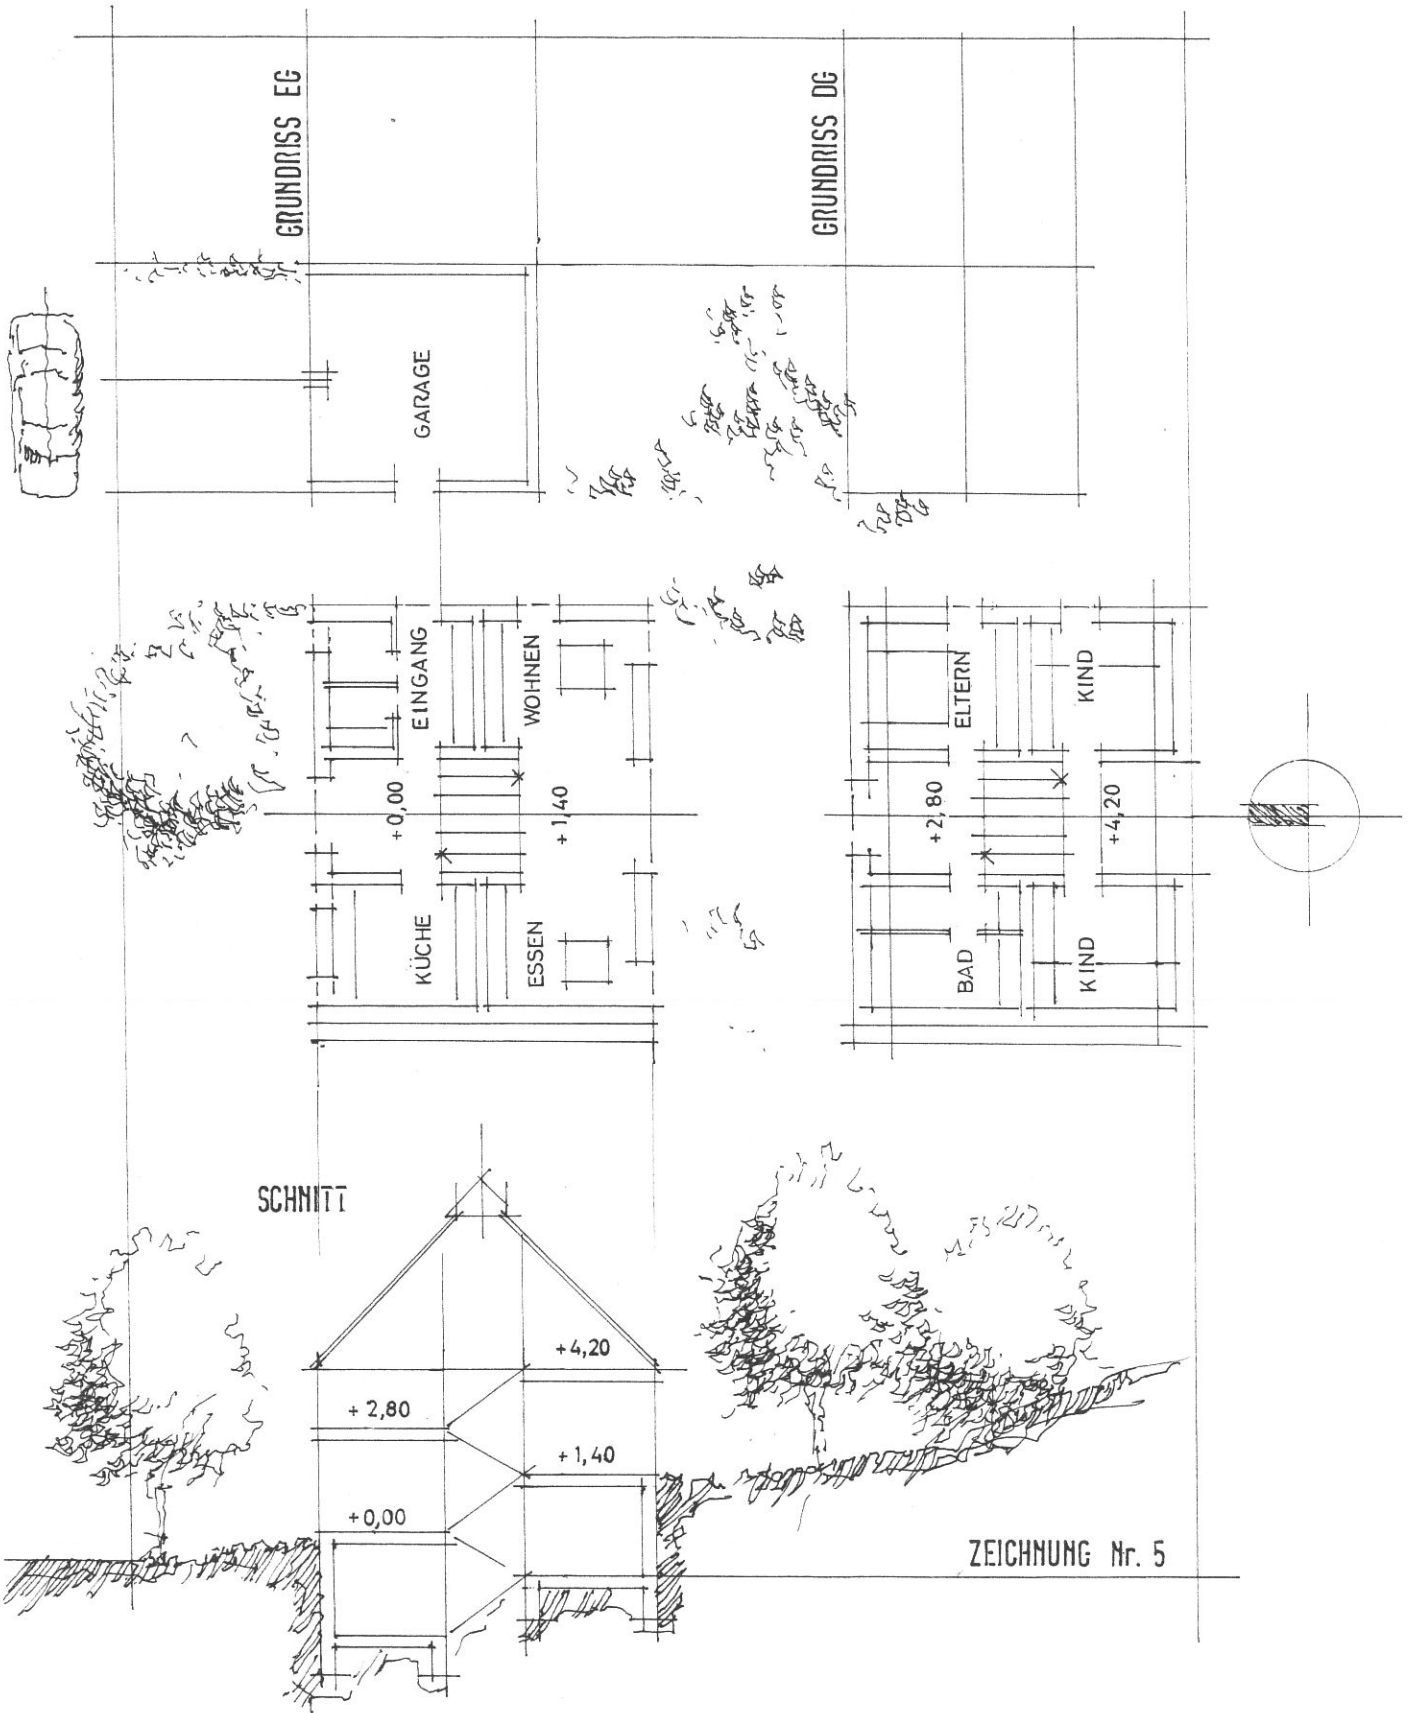 GRUNDRISS EG
GRUNDRISS DG
GARAGE
EINGANG
WOHNEN
+0,00
+1,40
KÜCHE
ESSEN
ELTERN
KIND
+2,80
+4,20
BAD
KIND
SCHNITT
+4,20
+2,80
+1,40
+0,00
ZEICHNUNG Nr. 5